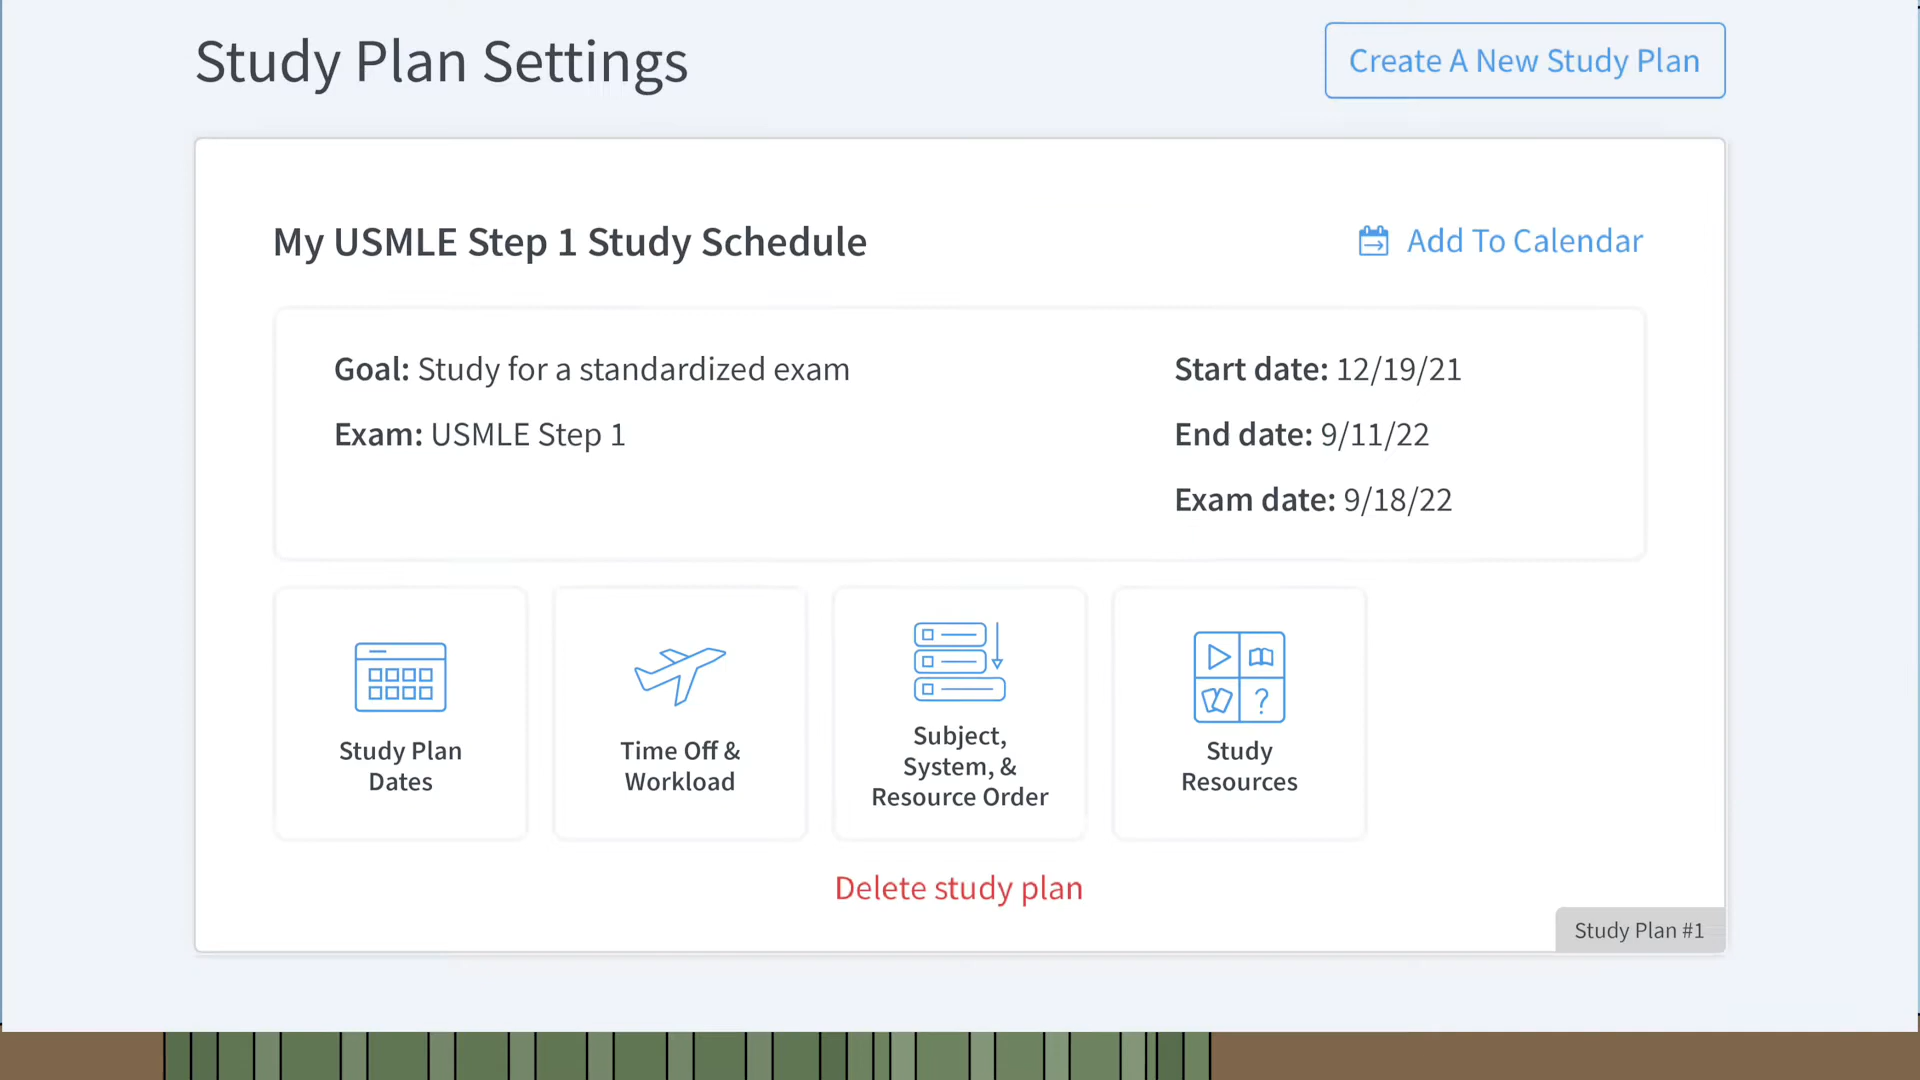 Study Plan Settings
Create A New Study Plan
My USMLE Step 1 Study Schedule
Add To Calendar
Goal: Study for a standardized exam
Exam: USMLE Step 1
Start date: 12/19/21
End date: 9/11/22
Exam date: 9/18/22
Study Plan
Dates
Time Off &
Workload
Subject,
System, &
Resource Order
Study
Resources
Delete study plan
Study Plan #1